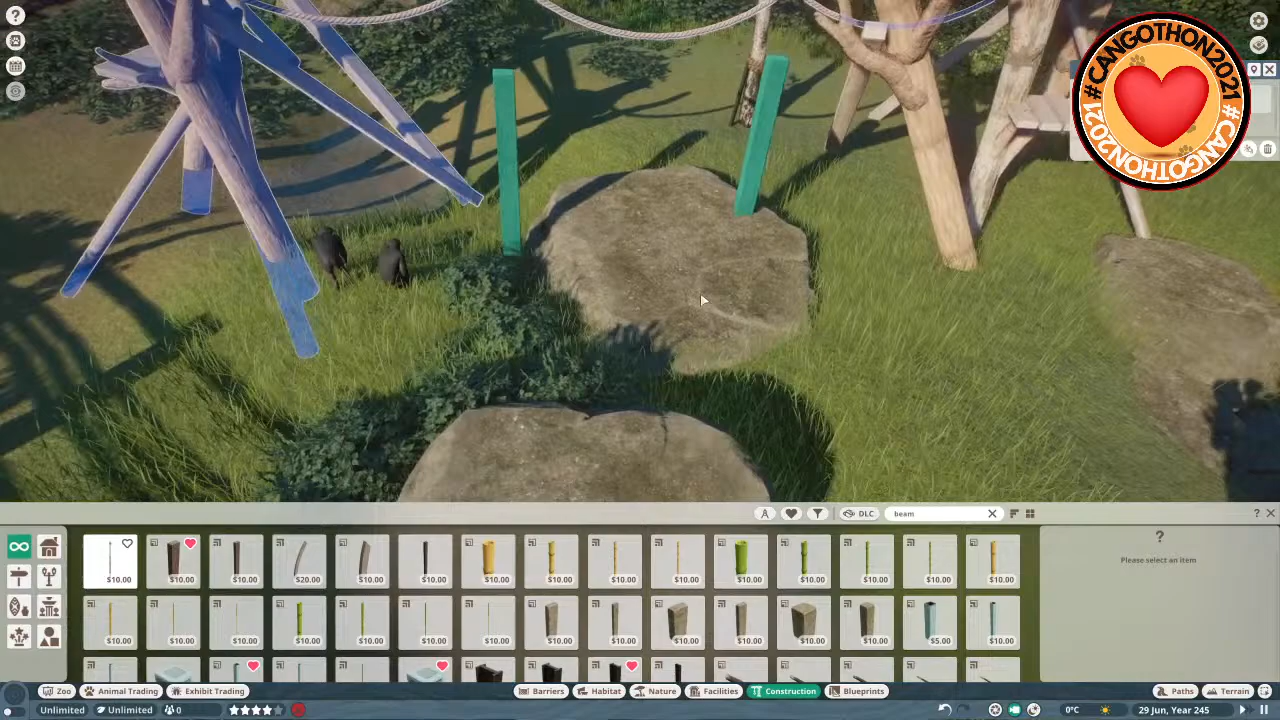 #CANGOTHON2021
#CANGOTHON2021
DLC
beam
Please select an item
$10.00 $10.00 $10.00 $20.00 $10.00 $10.00 $10.00 $10.00 $10.00 $10.00 $10.00 $10.00 $10.00 $10.00 $10.00
$10.00 $10.00 $10.00 $10.00 $10.00 $10.00 $10.00 $10.00 $10.00 $10.00 $10.00 $10.00 $10.00 $5.00 $10.00
Zoo Animal Trading Exhibit Trading Barriers Habitat Nature Facilities Construction Blueprints Paths Terrain
Unlimited Unlimited 0 0°C 29 Jun, Year 245